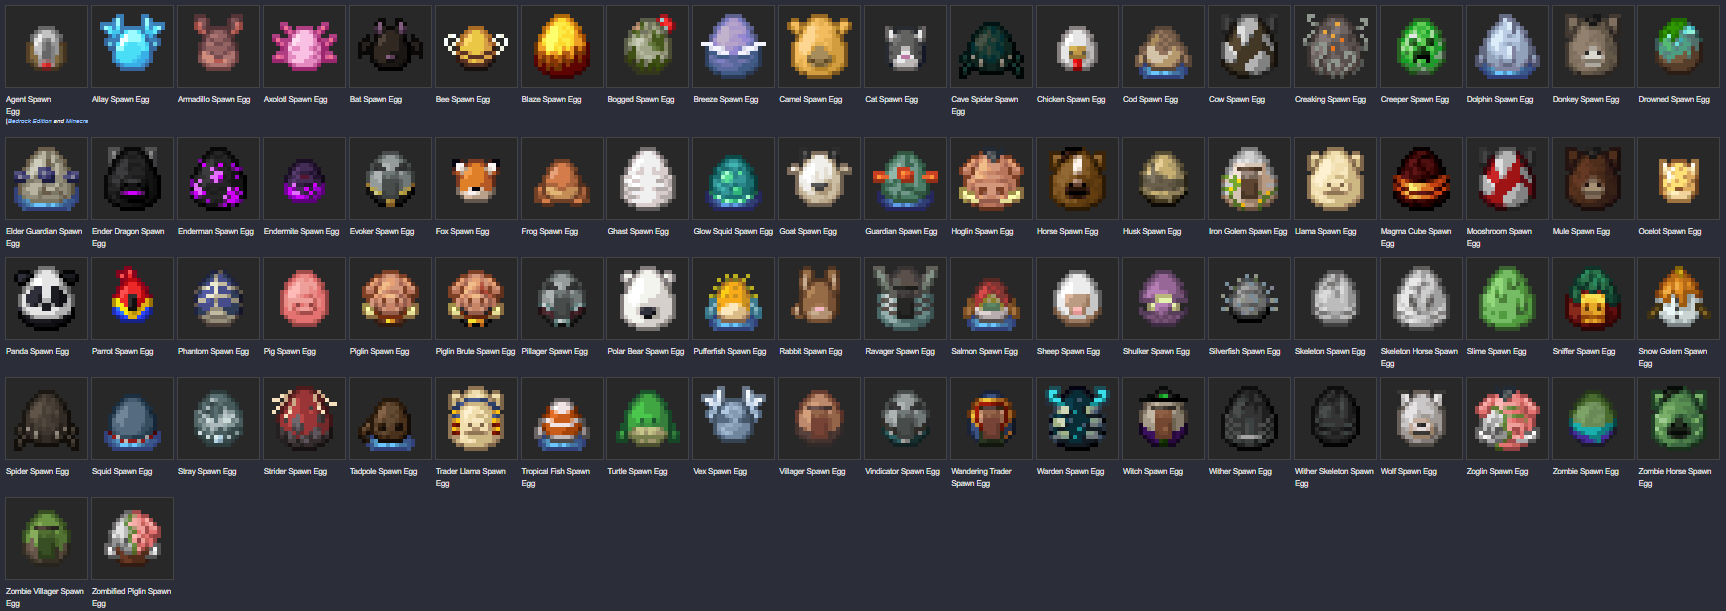 Agent Spawn
Egg
[Bedrock Edition and Minecra
Allay Spawn Egg
Armadillo Spawn Egg
Axolotl Spawn Egg
Bat Spawn Egg
Bee Spawn Egg
Blaze Spawn Egg
Bogged Spawn Egg
Breeze Spawn Egg
Camel Spawn Egg
Cat Spawn Egg
Cave Spider Spawn
Egg
Chicken Spawn Egg
Cod Spawn Egg
Cow Spawn Egg
Creaking Spawn Egg
Creeper Spawn Egg
Dolphin Spawn Egg
Donkey Spawn Egg
Drowned Spawn Egg
Elder Guardian Spawn
Egg
Ender Dragon Spawn
Egg
Enderman Spawn Egg
Endermite Spawn Egg
Evoker Spawn Egg
Fox Spawn Egg
Frog Spawn Egg
Ghast Spawn Egg
Glow Squid Spawn Egg
Goat Spawn Egg
Guardian Spawn Egg
Hoglin Spawn Egg
Horse Spawn Egg
Husk Spawn Egg
Iron Golem Spawn Egg
Llama Spawn Egg
Magma Cube Spawn
Egg
Mooshroom Spawn
Egg
Mule Spawn Egg
Ocelot Spawn Egg
Panda Spawn Egg
Parrot Spawn Egg
Phantom Spawn Egg
Pig Spawn Egg
Piglin Spawn Egg
Piglin Brute Spawn Egg
Pillager Spawn Egg
Polar Bear Spawn Egg
Pufferfish Spawn Egg
Rabbit Spawn Egg
Ravager Spawn Egg
Salmon Spawn Egg
Sheep Spawn Egg
Shulker Spawn Egg
Silverfish Spawn Egg
Skeleton Spawn Egg
Skeleton Horse Spawn
Egg
Slime Spawn Egg
Sniffer Spawn Egg
Snow Golem Spawn
Egg
Spider Spawn Egg
Squid Spawn Egg
Stray Spawn Egg
Strider Spawn Egg
Tadpole Spawn Egg
Trader Llama Spawn
Egg
Tropical Fish Spawn
Egg
Turtle Spawn Egg
Vex Spawn Egg
Villager Spawn Egg
Vindicator Spawn Egg
Wandering Trader
Spawn Egg
Warden Spawn Egg
Witch Spawn Egg
Wither Spawn Egg
Wither Skeleton Spawn
Egg
Wolf Spawn Egg
Zoglin Spawn Egg
Zombie Spawn Egg
Zombie Horse Spawn
Egg
Zombie Villager Spawn
Egg
Zombified Piglin Spawn
Egg